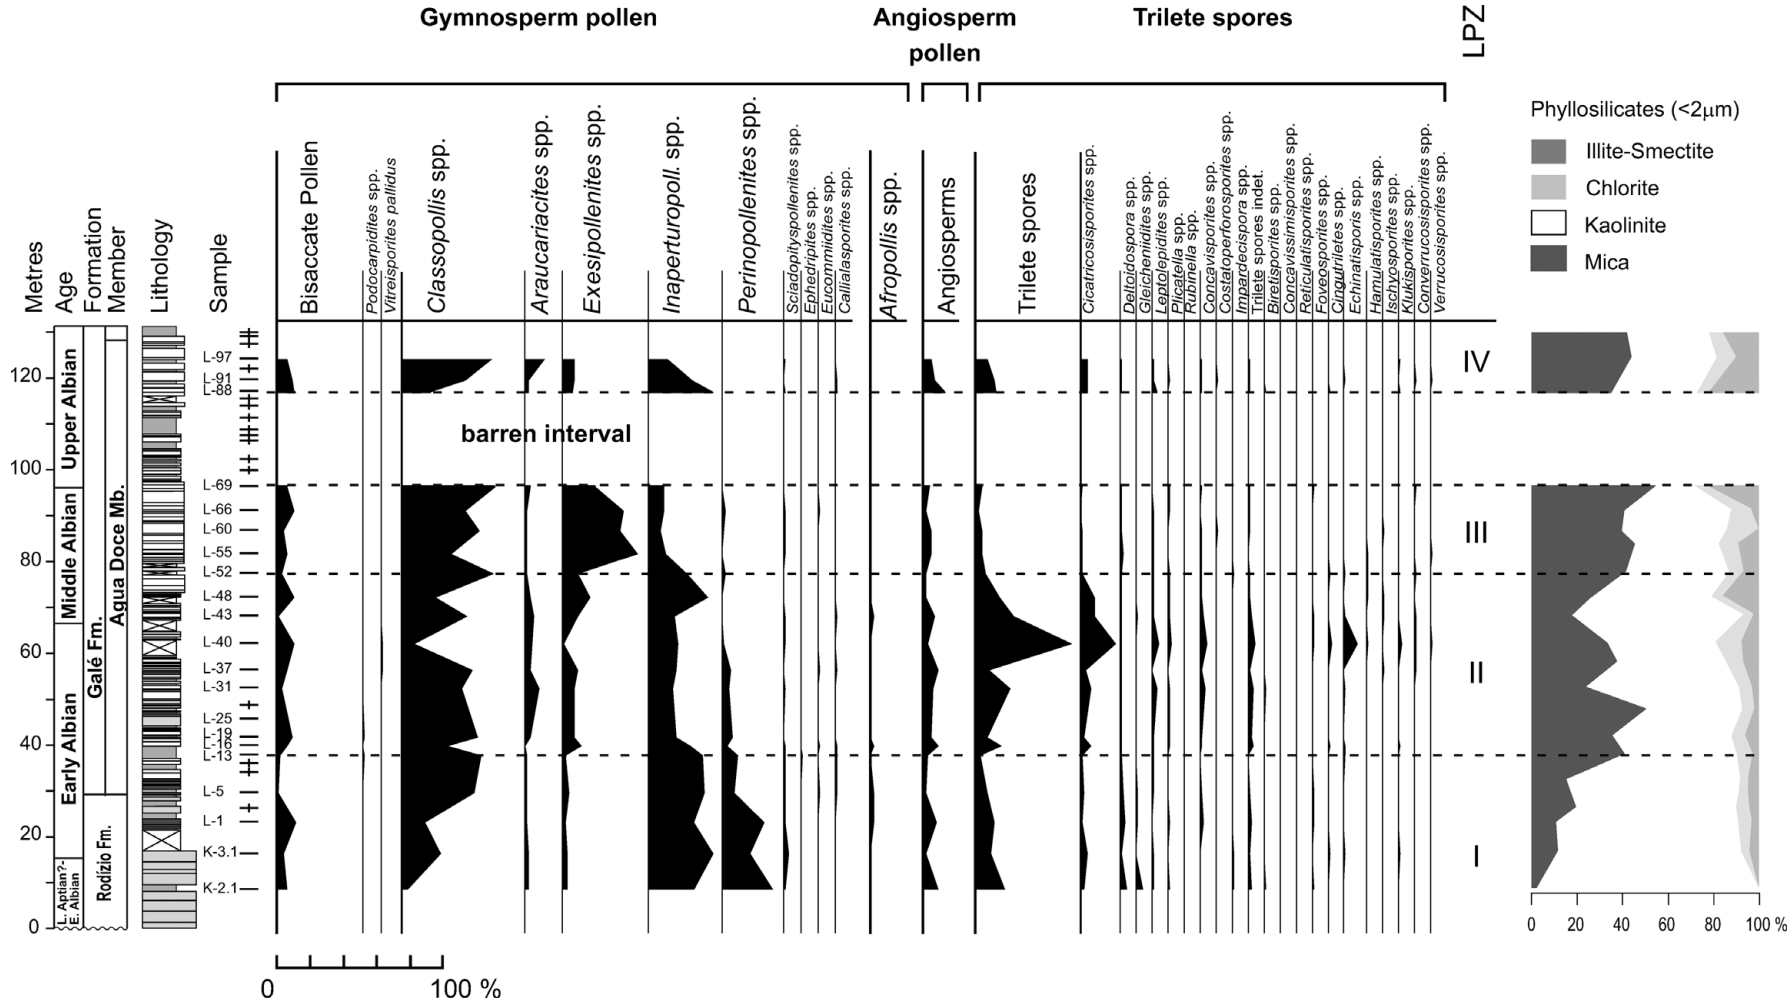 Gymnosperm pollen
Angiosperm
pollen
Trilete spores
LPZ
Metres
Age
Formation
Member
Lithology
Sample
Bisaccate Pollen
Podocarpidites spp.
Vitreisporites pallidus
Classopollis spp.
Araucariacites spp.
Exesipollenites spp.
Inaperturopoll. spp.
Perinopollenites spp.
Sciadopityspollenites spp.
Ephedripites spp.
Eucommiidites spp.
Callialasporites spp.
Afropollis spp.
Angiosperms
Trilete spores
Cicatricosisporites spp.
Deltoidospora spp.
Gleicheniidites spp.
Leptolepidites spp.
Plicatella spp.
Rubinella spp.
Concavisporites spp.
Costatoperforosporites spp.
Impardecispora spp.
Trilete spores indet.
Biretisporites spp.
Concavissimisporites spp.
Reticulatisporites spp.
Foveosporites spp.
Cingutriletes spp.
Echinatisporis spp.
Hamulatisporites spp.
Ischyosporites spp.
Klukisporites spp.
Converrucosisporites spp.
Verrucosisporites spp.
Phyllosilicates (<2μm)
Illite-Smectite
Chlorite
Kaolinite
Mica
120
100
80
60
40
20
0
Upper Albian
Middle Albian
Early Albian
L. Aptian?-
E. Albian
Galé Fm.
Rodízio Fm.
Agua Doce Mb.
L-97
L-91
L-88
L-69
L-66
L-60
L-55
L-52
L-48
L-43
L-40
L-37
L-31
L-25
L-19
L-16
L-13
L-5
L-1
K-3.1
K-2.1
barren interval
IV
III
II
I
0 20 40 60 80 100 %
0 100 %